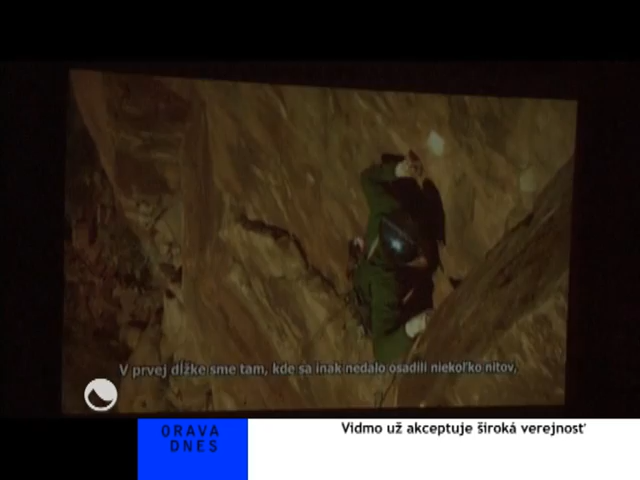 V prvej dĺžke sme tam, kde sa inak nedalo osadili niekoľko nitov,
ORAVA
DNES
Vidmo už akceptuje široká verejnosť